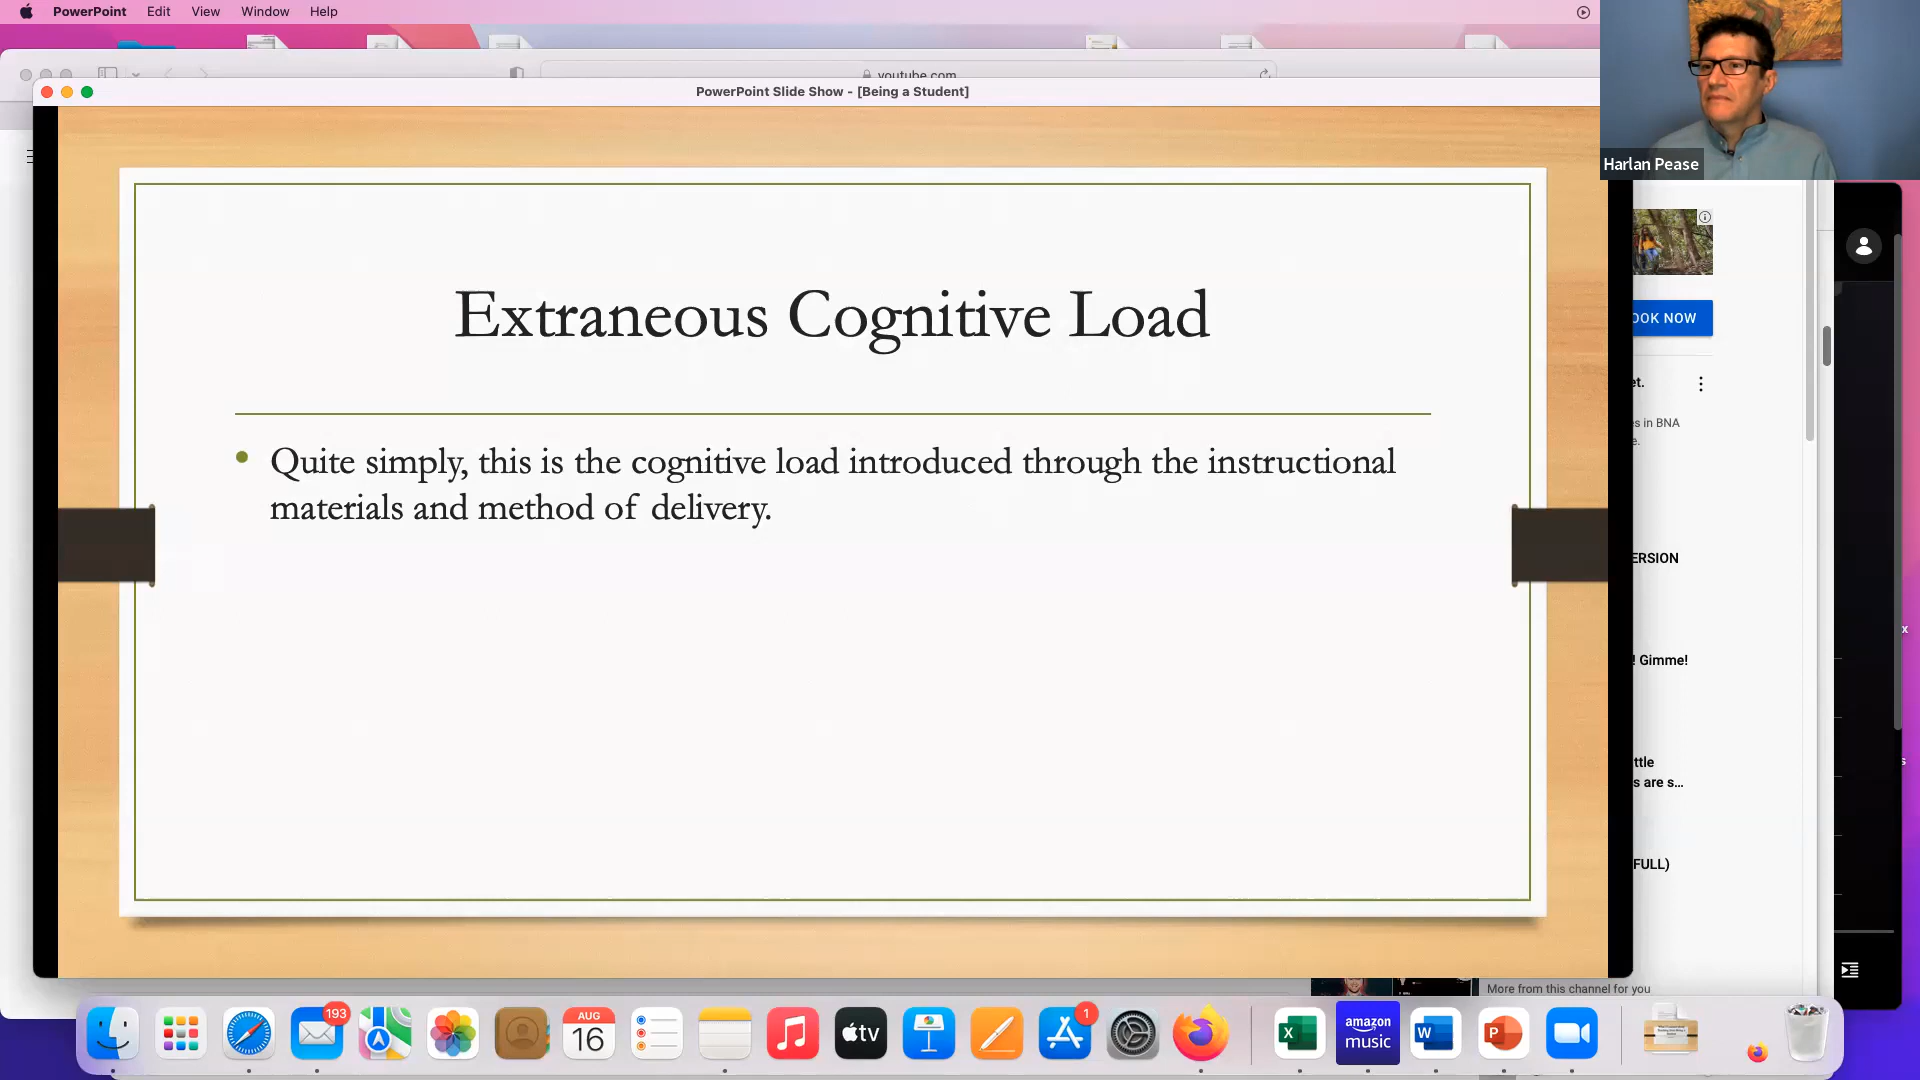 PowerPoint Edit View Window Help
youtube.com
PowerPoint Slide Show - [Being a Student]
Harlan Pease
Extraneous Cognitive Load
• Quite simply, this is the cognitive load introduced through the instructional
materials and method of delivery.
OOK NOW
et.
es in BNA
e.
ERSION
! Gimme!
ttle
s are s...
FULL)
x
s
More from this channel for you
193
AUG
16
tv
1
X
amazon
music
W
P